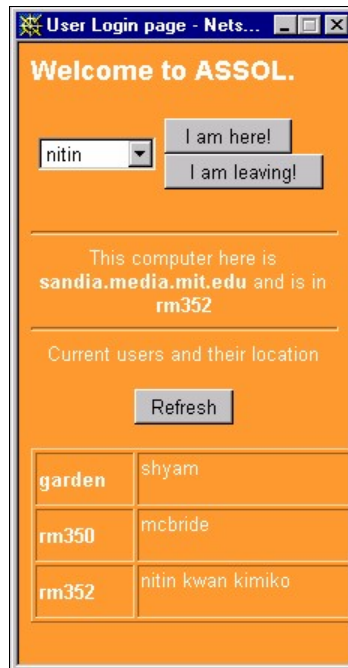 User Login page - Nets...
Welcome to ASSOL.
nitin
I am here!
I am leaving!
This computer here is
sandia.media.mit.edu and is in
rm352
Current users and their location
Refresh
garden shyam
rm350 mcbride
rm352 nitin kwan kimiko